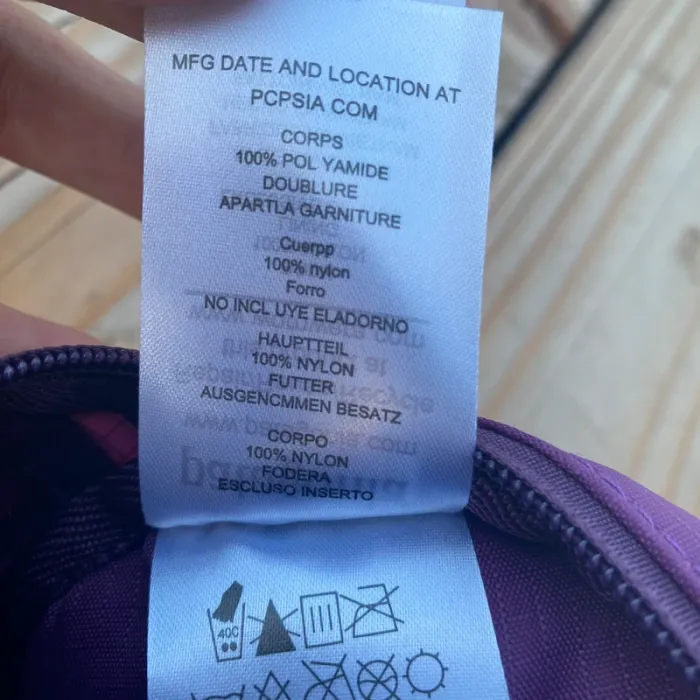 MFG DATE AND LOCATION AT
PCPSIA COM
CORPS
100% POL YAMIDE
DOUBLURE
APARTLA GARNITURE
Cuerpp
100% nylon
Forro
NO INCL UYE ELADORNO
HAUPTTEIL
100% NYLON
FUTTER
AUSGENCMMEN BESATZ
CORPO
100% NYLON
FODERA
ESCLUSO INSERTO
40C